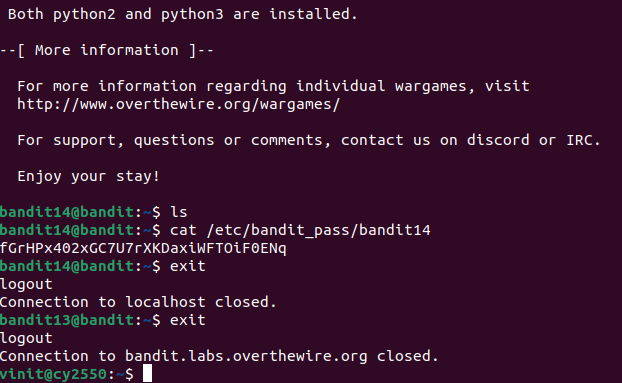 Both python2 and python3 are installed.
--[ More information ]--
For more information regarding individual wargames, visit
http://www.overthewire.org/wargames/
For support, questions or comments, contact us on discord or IRC.
Enjoy your stay!
bandit14@bandit:~$ ls
bandit14@bandit:~$ cat /etc/bandit_pass/bandit14
fGrHPx402xGC7U7rXKDaxiWFTOiF0ENq
bandit14@bandit:~$ exit
logout
Connection to localhost closed.
bandit13@bandit:~$ exit
logout
Connection to bandit.labs.overthewire.org closed.
vinit@cy2550:~$